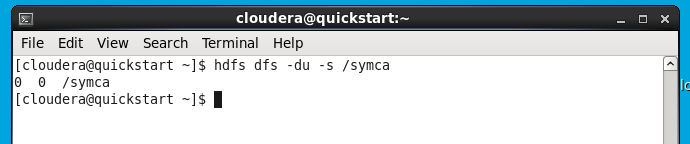 cloudera@quickstart:~
File Edit View Search Terminal Help
[cloudera@quickstart ~]$ hdfs dfs -du -s /symca
0  0  /symca
[cloudera@quickstart ~]$